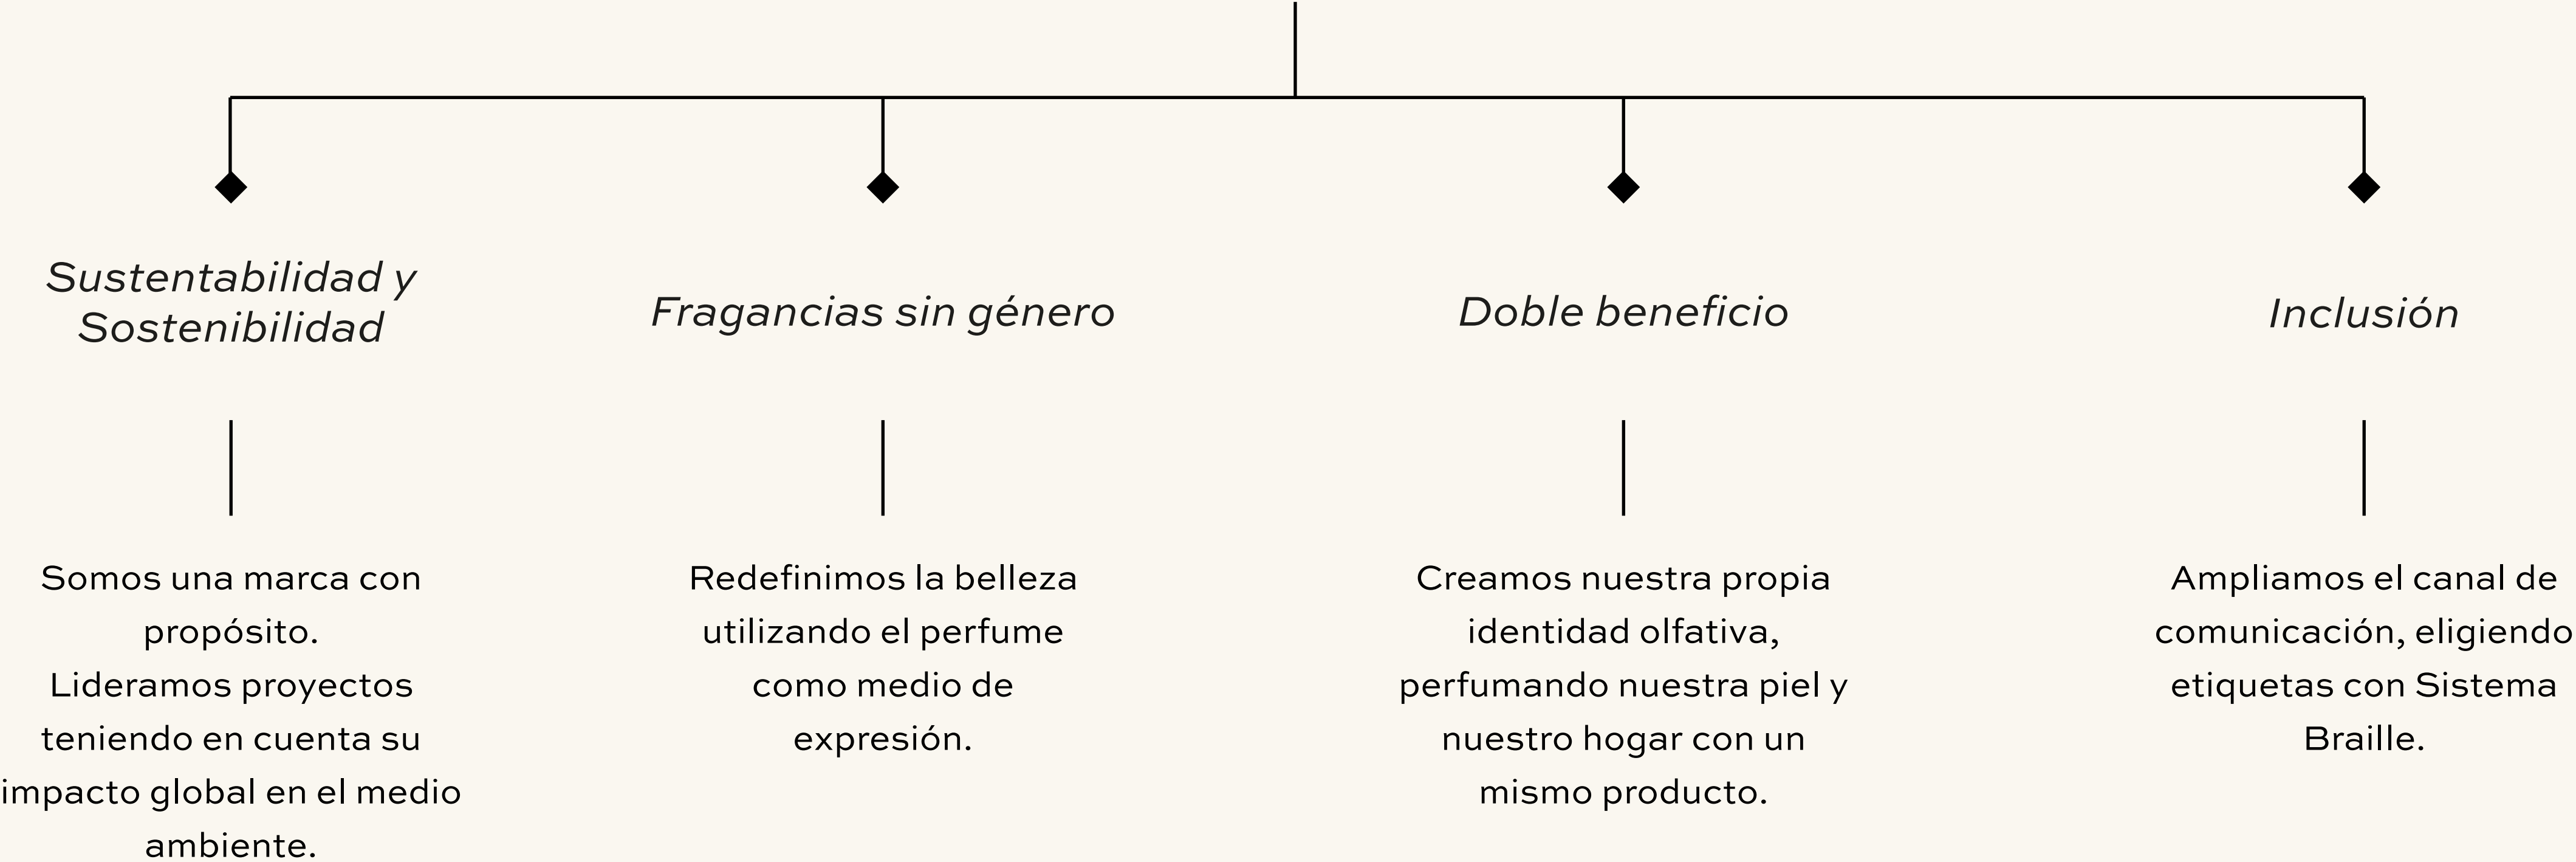 Sustentabilidad y
Sostenibilidad
Somos una marca con
propósito.
Lideramos proyectos
teniendo en cuenta su
impacto global en el medio
ambiente.
Fragancias sin género
Redefinimos la belleza
utilizando el perfume
como medio de
expresión.
Doble beneficio
Creamos nuestra propia
identidad olfativa,
perfumando nuestra piel y
nuestro hogar con un
mismo producto.
Inclusión
Ampliamos el canal de
comunicación, eligiendo
etiquetas con Sistema
Braille.